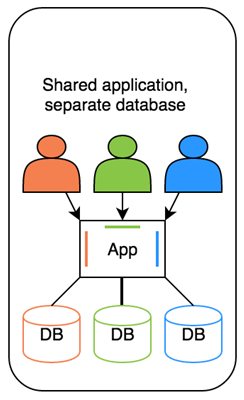 Shared application,
separate database
App
DB DB DB